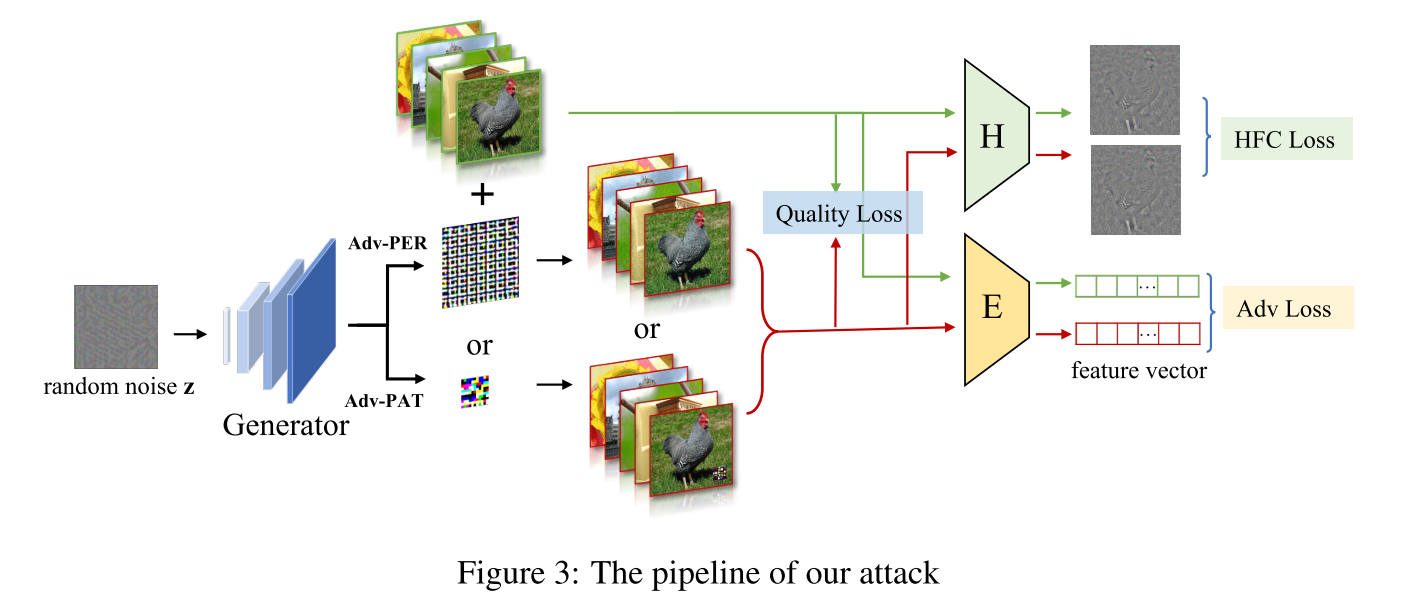 H
HFC Loss
+
Quality Loss
Adv-PER
E
...
Adv Loss
or
or
...
random noise z
feature vector
Adv-PAT
Generator
Figure 3: The pipeline of our attack